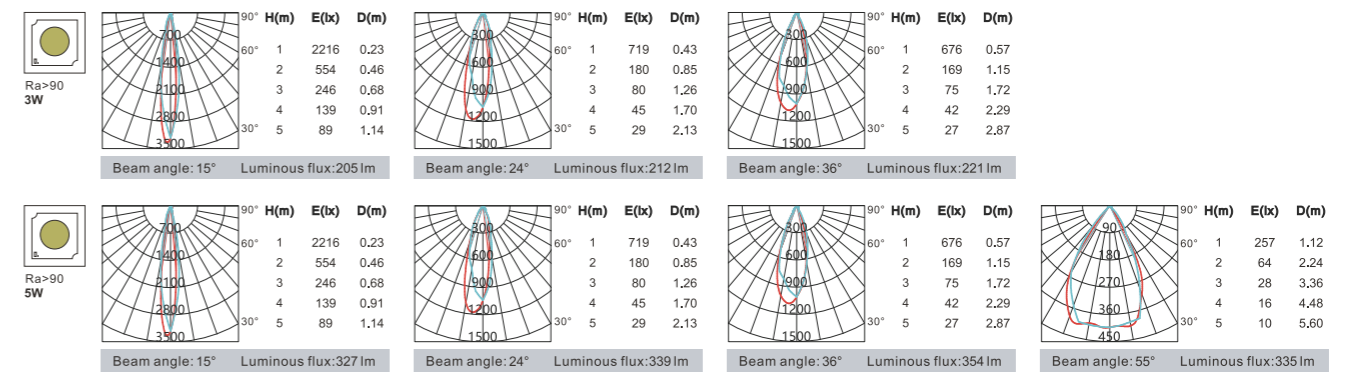 Ra>90
3W
700
1400
2100
2800
3500
90°
60°
30°
H(m) E(lx) D(m)
1 2216 0.23
2 554 0.46
3 246 0.68
4 139 0.91
5 89 1.14
Beam angle: 15° Luminous flux:205 lm
300
600
900
1200
1500
90°
60°
30°
H(m) E(lx) D(m)
1 719 0.43
2 180 0.85
3 80 1.26
4 45 1.70
5 29 2.13
Beam angle: 24° Luminous flux:212 lm
300
600
900
1200
1500
90°
60°
30°
H(m) E(lx) D(m)
1 676 0.57
2 169 1.15
3 75 1.72
4 42 2.29
5 27 2.87
Beam angle: 36° Luminous flux:221 lm
Ra>90
5W
700
1400
2100
2800
3500
90°
60°
30°
H(m) E(lx) D(m)
1 2216 0.23
2 554 0.46
3 246 0.68
4 139 0.91
5 89 1.14
Beam angle: 15° Luminous flux:327 lm
300
600
900
1200
1500
90°
60°
30°
H(m) E(lx) D(m)
1 719 0.43
2 180 0.85
3 80 1.26
4 45 1.70
5 29 2.13
Beam angle: 24° Luminous flux:339 lm
300
600
900
1200
1500
90°
60°
30°
H(m) E(lx) D(m)
1 676 0.57
2 169 1.15
3 75 1.72
4 42 2.29
5 27 2.87
Beam angle: 36° Luminous flux:354 lm
90
180
270
360
450
90°
60°
30°
H(m) E(lx) D(m)
1 257 1.12
2 64 2.24
3 28 3.36
4 16 4.48
5 10 5.60
Beam angle: 55° Luminous flux:335 lm